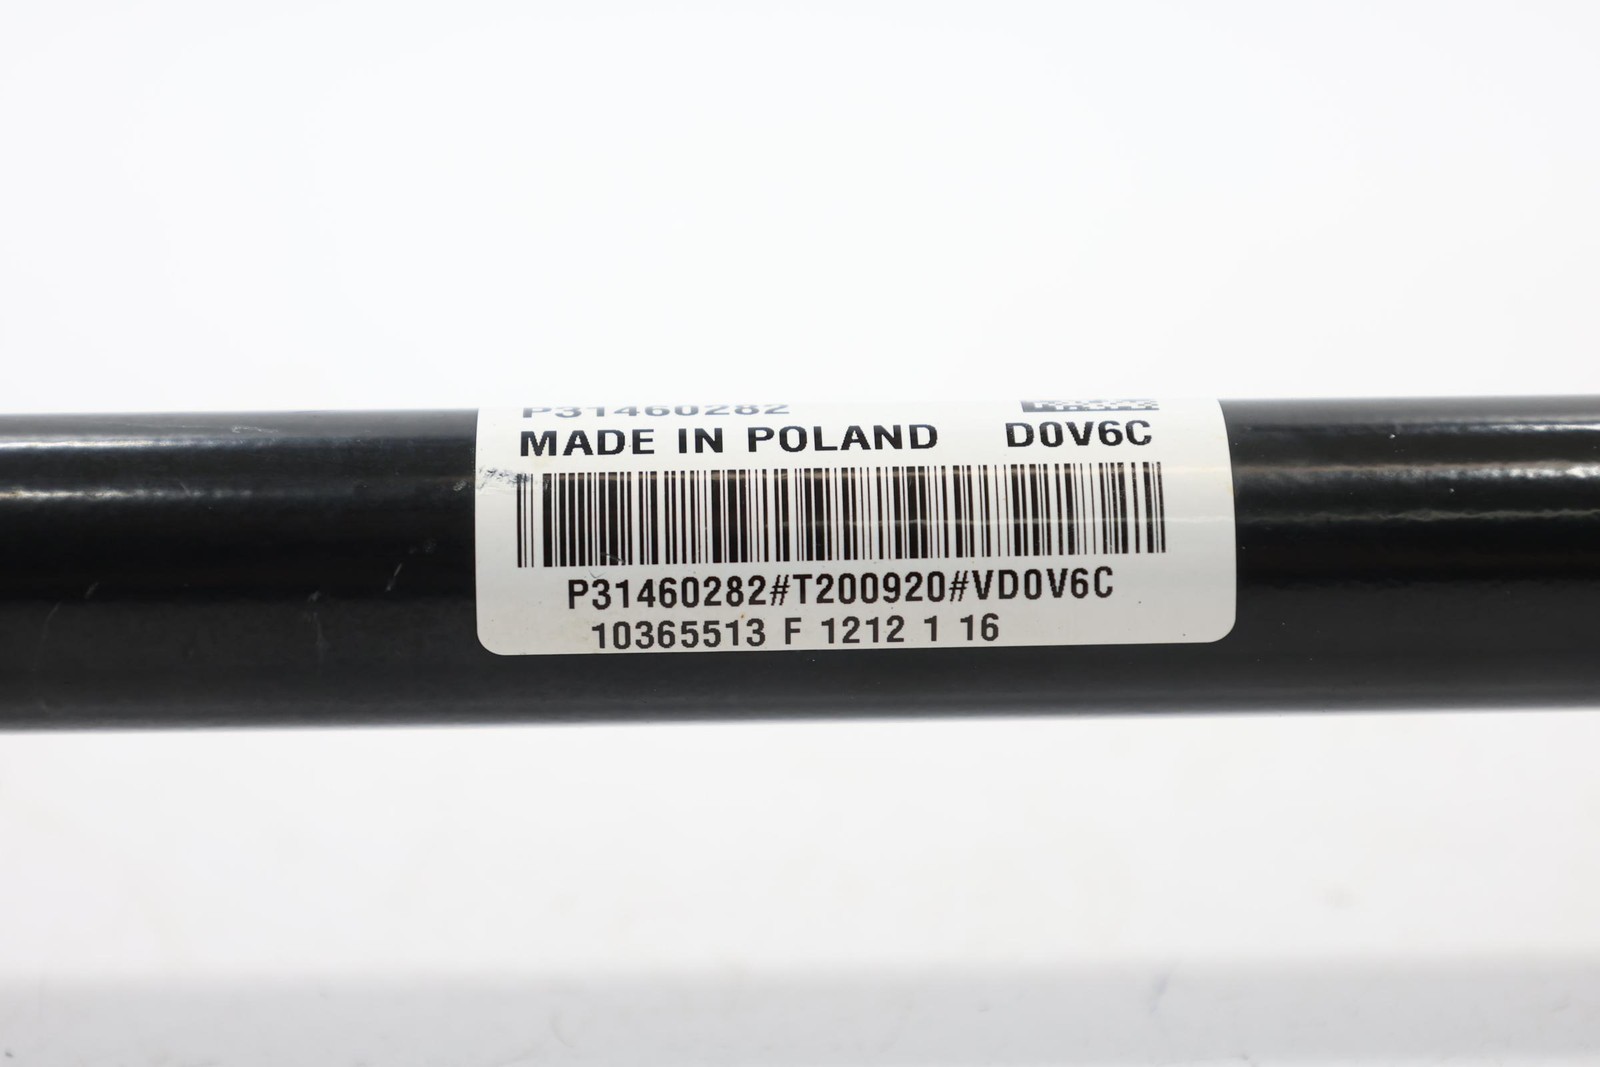 P31460282
MADE IN POLAND D0V6C
P31460282#T200920#VD0V6C
10365513 F 1212 1 16